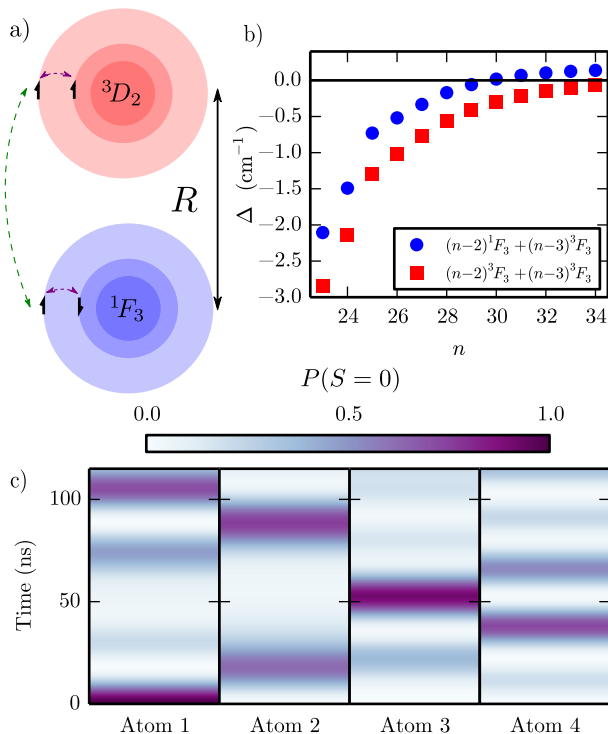 a)
³D₂
R
¹F₃
b)
Δ (cm⁻¹)
0.0
−0.5
−1.0
−1.5
−2.0
−2.5
−3.0
(n−2)¹F₃+(n−3)³F₃
(n−2)³F₃+(n−3)³F₃
24 26 28 30 32 34
n
P(S = 0)
0.0 0.5 1.0
c)
Time (ns)
100
50
0
Atom 1 Atom 2 Atom 3 Atom 4